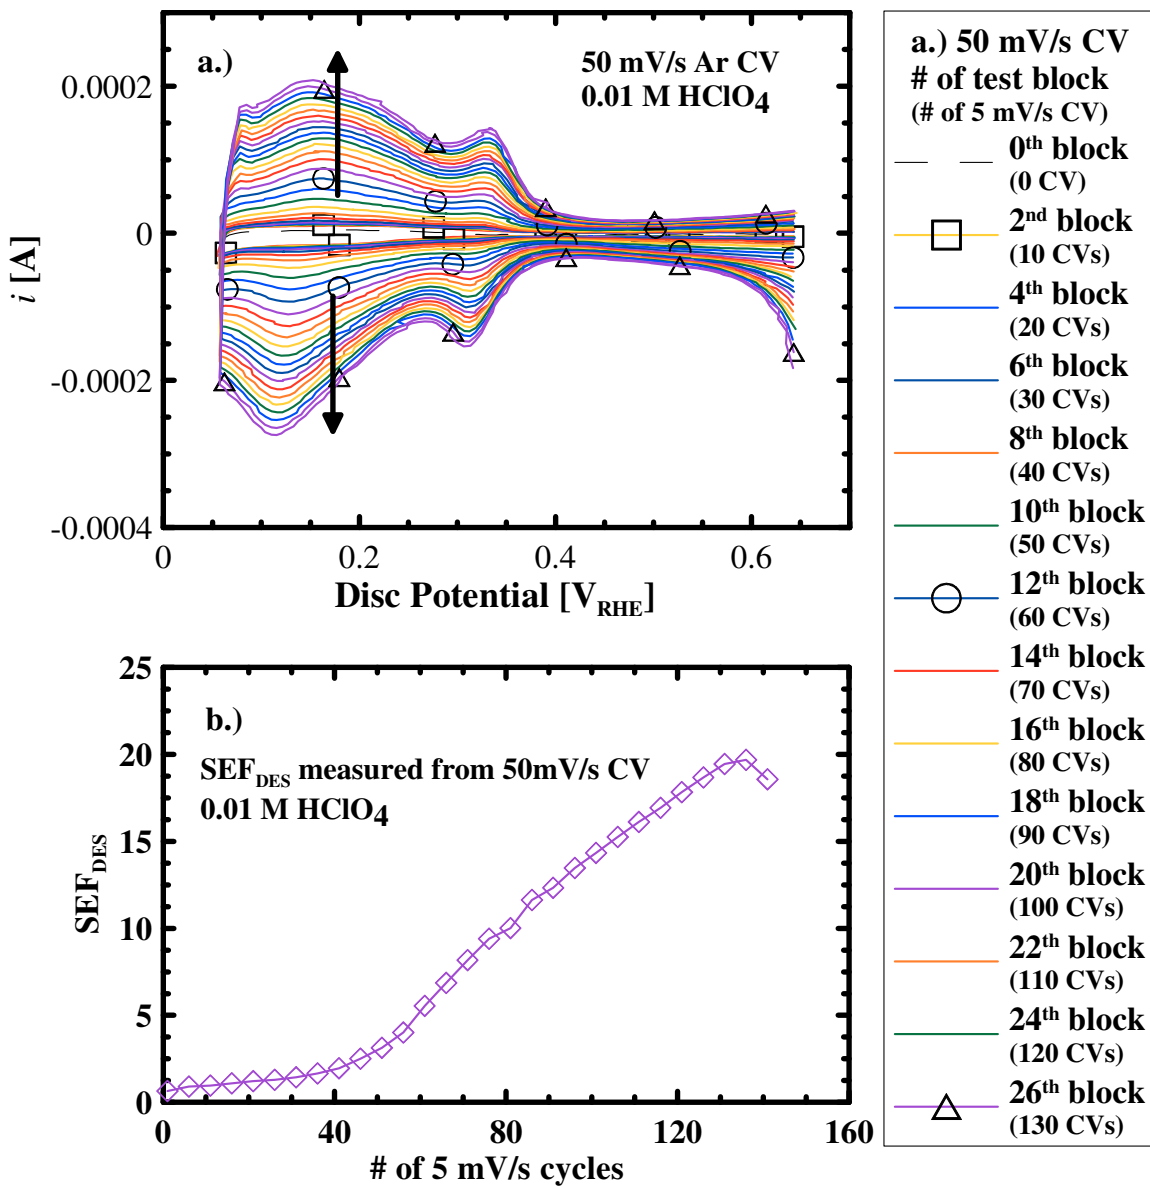 a.)
50 mV/s Ar CV
0.01 M HClO4
0.0002
0
-0.0002
-0.0004
i [A]
0
0.2
0.4
0.6
Disc Potential [VRHE]
b.)
SEFDES measured from 50mV/s CV
0.01 M HClO4
25
20
15
10
5
0
SEFDES
0
40
80
120
160
# of 5 mV/s cycles
a.) 50 mV/s CV
# of test block
(# of 5 mV/s CV)
0th block
(0 CV)
2nd block
(10 CVs)
4th block
(20 CVs)
6th block
(30 CVs)
8th block
(40 CVs)
10th block
(50 CVs)
12th block
(60 CVs)
14th block
(70 CVs)
16th block
(80 CVs)
18th block
(90 CVs)
20th block
(100 CVs)
22th block
(110 CVs)
24th block
(120 CVs)
26th block
(130 CVs)